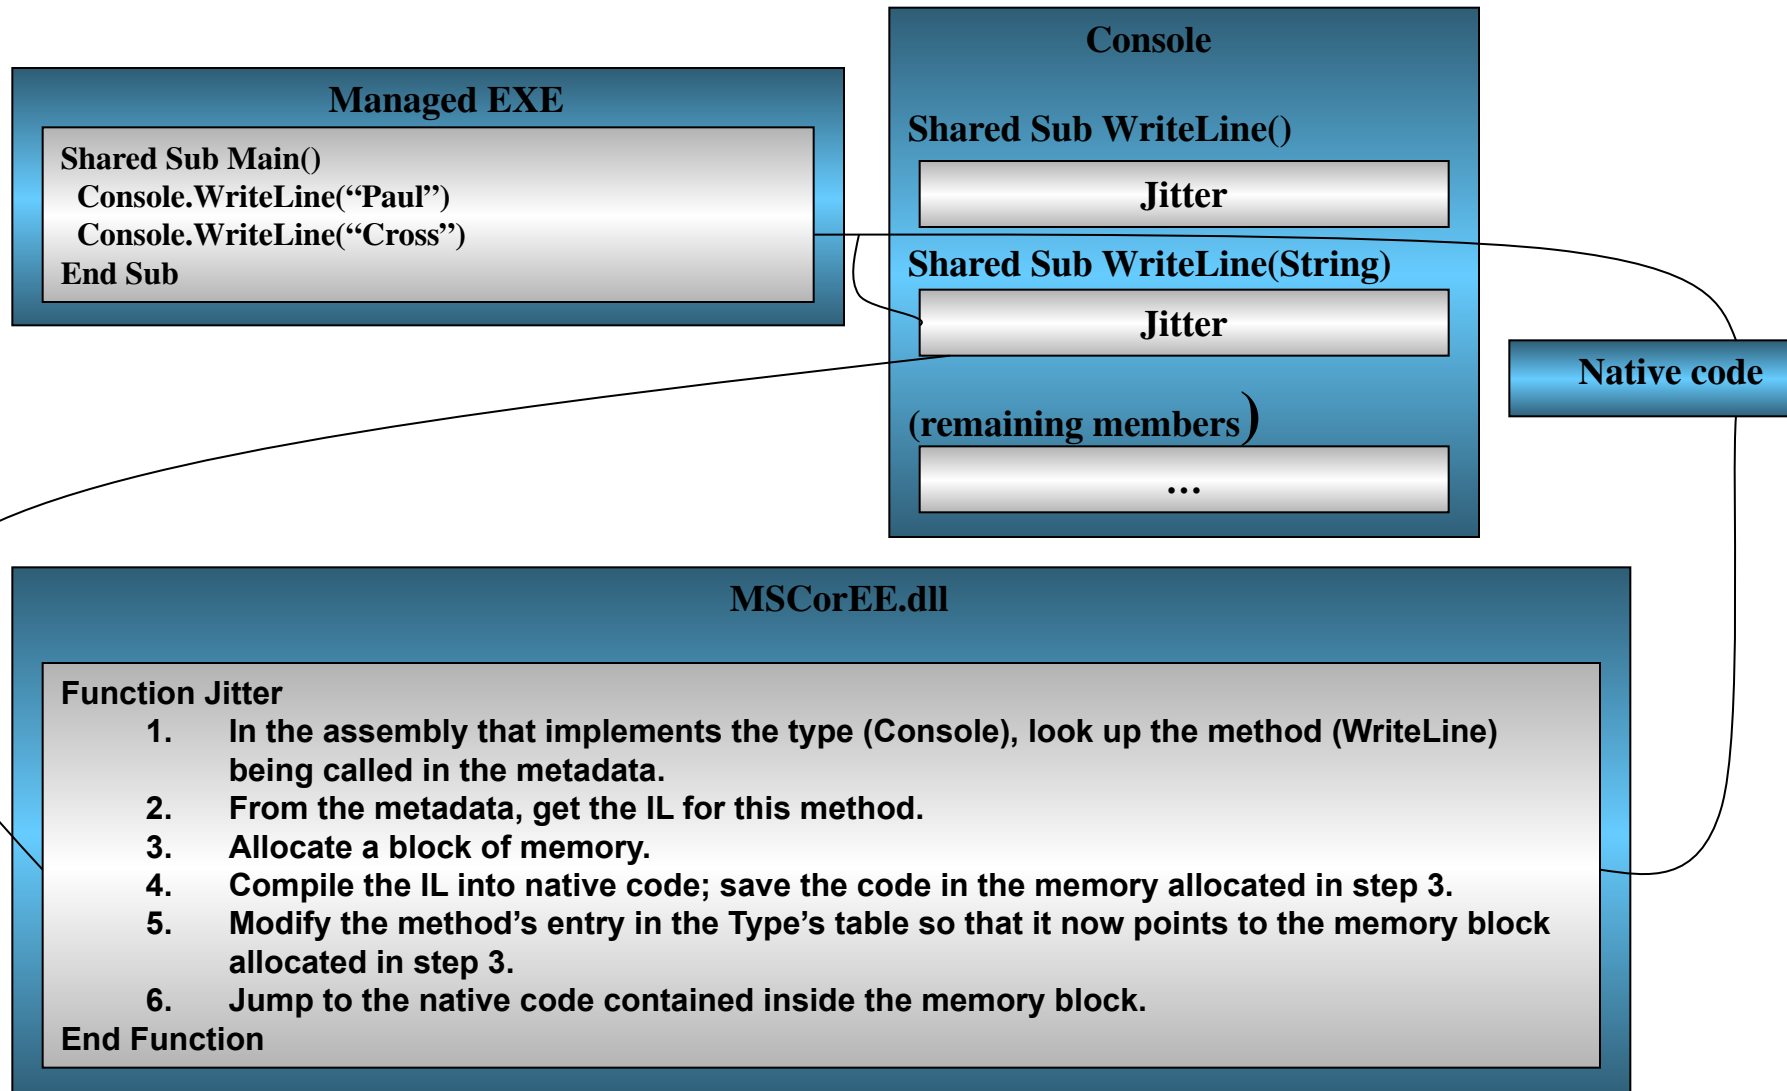 Managed EXE
Shared Sub Main()
Console.WriteLine(“Paul”)
Console.WriteLine(“Cross”)
End Sub
Console
Shared Sub WriteLine()
Jitter
Shared Sub WriteLine(String)
Jitter
(remaining members)
…
Native code
MSCorEE.dll
Function Jitter
1. In the assembly that implements the type (Console), look up the method (WriteLine)
being called in the metadata.
2. From the metadata, get the IL for this method.
3. Allocate a block of memory.
4. Compile the IL into native code; save the code in the memory allocated in step 3.
5. Modify the method’s entry in the Type’s table so that it now points to the memory block
allocated in step 3.
6. Jump to the native code contained inside the memory block.
End Function